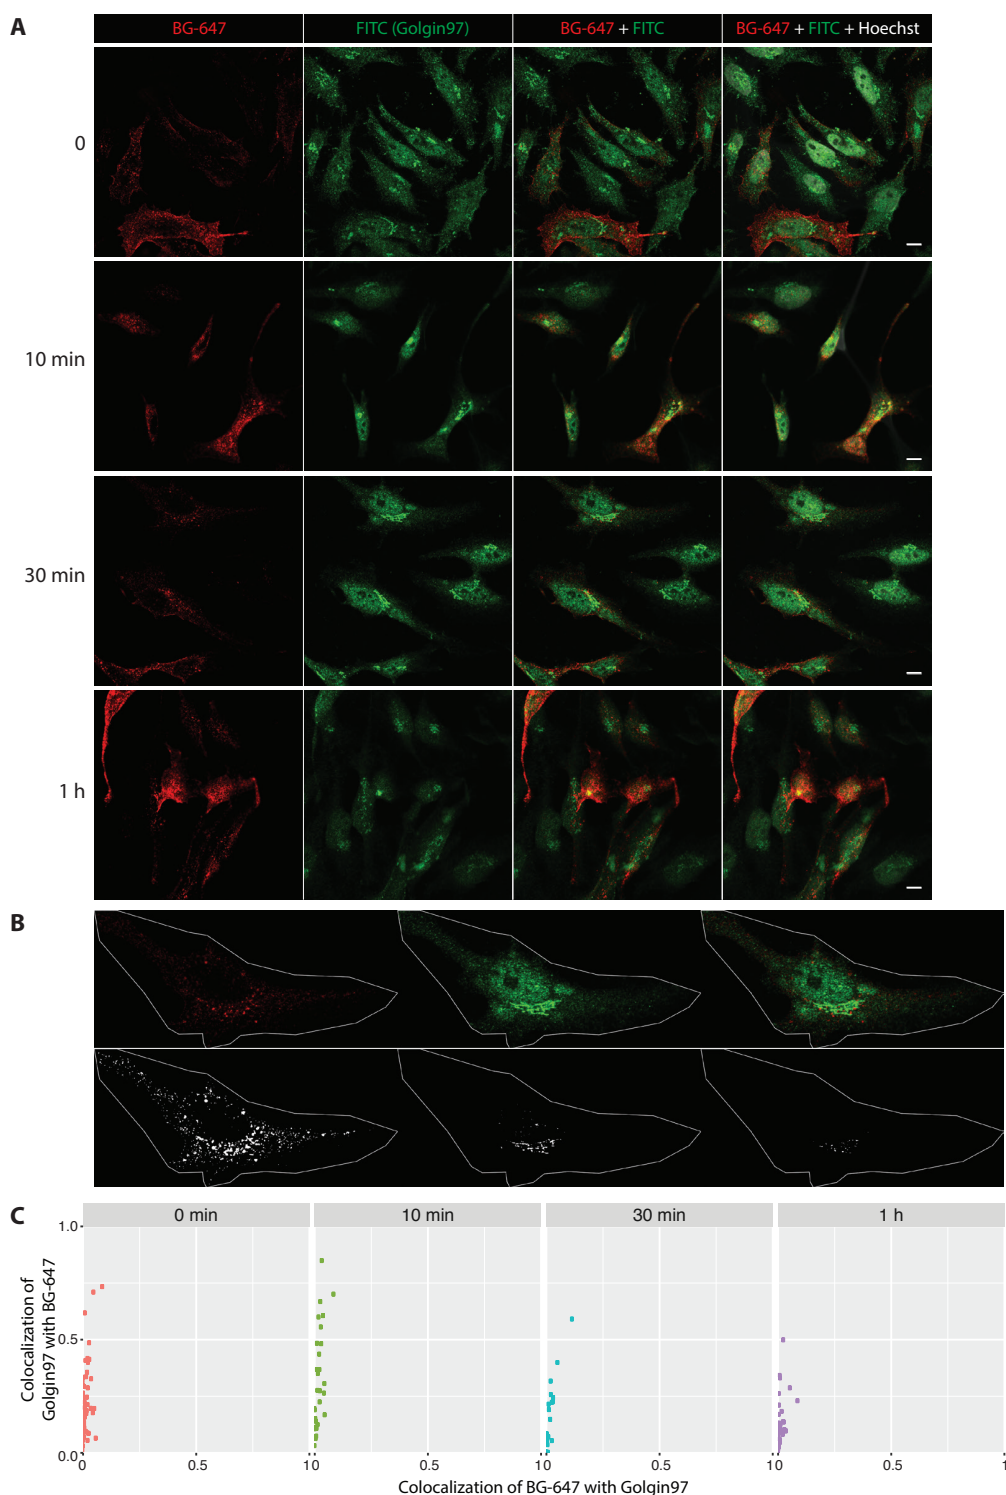 A
BG-647 FITC (Golgin97) BG-647 + FITC BG-647 + FITC + Hoechst
0
10 min
30 min
1 h
B
C
0 min 10 min 30 min 1 h
Colocalization of
Golgin97 with BG-647
1.0
0.5
0.0
0 0.5 10 0.5 10 0.5 10 0.5 1
Colocalization of BG-647 with Golgin97